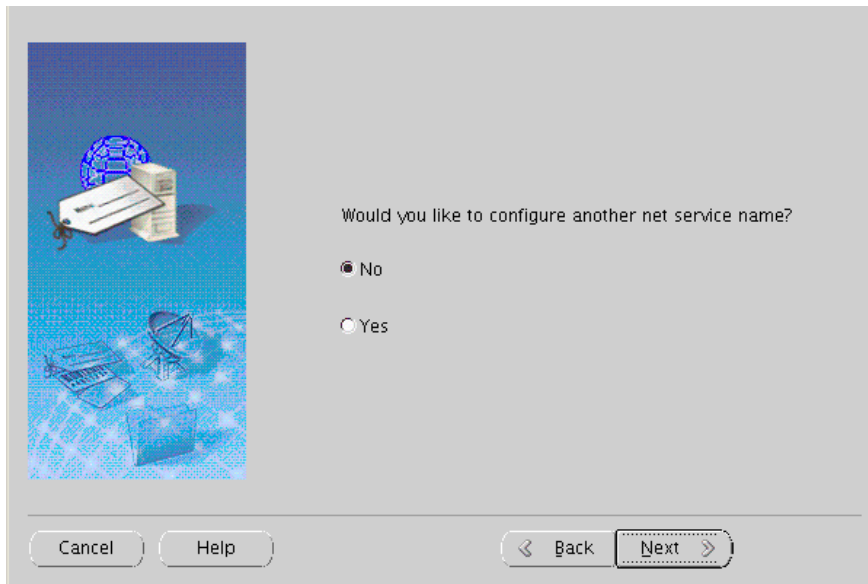 Would you like to configure another net service name?
No
Yes
Cancel
Help
Back
Next